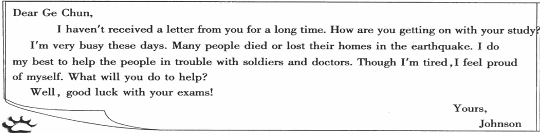 Dear Ge Chun,
I haven't received a letter from you for a long time. How are you getting on with your study?
I'm very busy these days. Many people died or lost their homes in the earthquake. I do
my best to help the people in trouble with soldiers and doctors. Though I'm tired, I feel proud
of myself. What will you do to help?
Well, good luck with your exams!
Yours,
Johnson